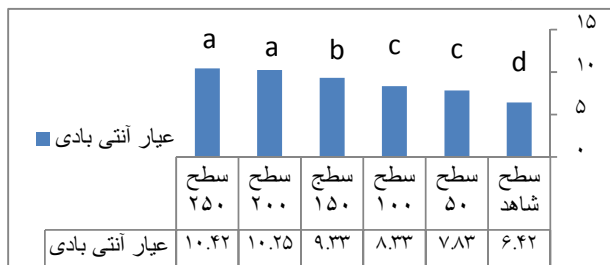 ۱۵
۱۰
۵
۰
d c c b a a
عیار آنتی بادی
سطح شاهد
سطح ۵۰
سطح ۱۰۰
سطج ۱۵۰
سطح ۲۰۰
سطح ۲۵۰
۶.۴۲ ۷.۸۳ ۸.۳۳ ۹.۳۳ ۱۰.۲۵ ۱۰.۴۲ عیار آنتی بادی